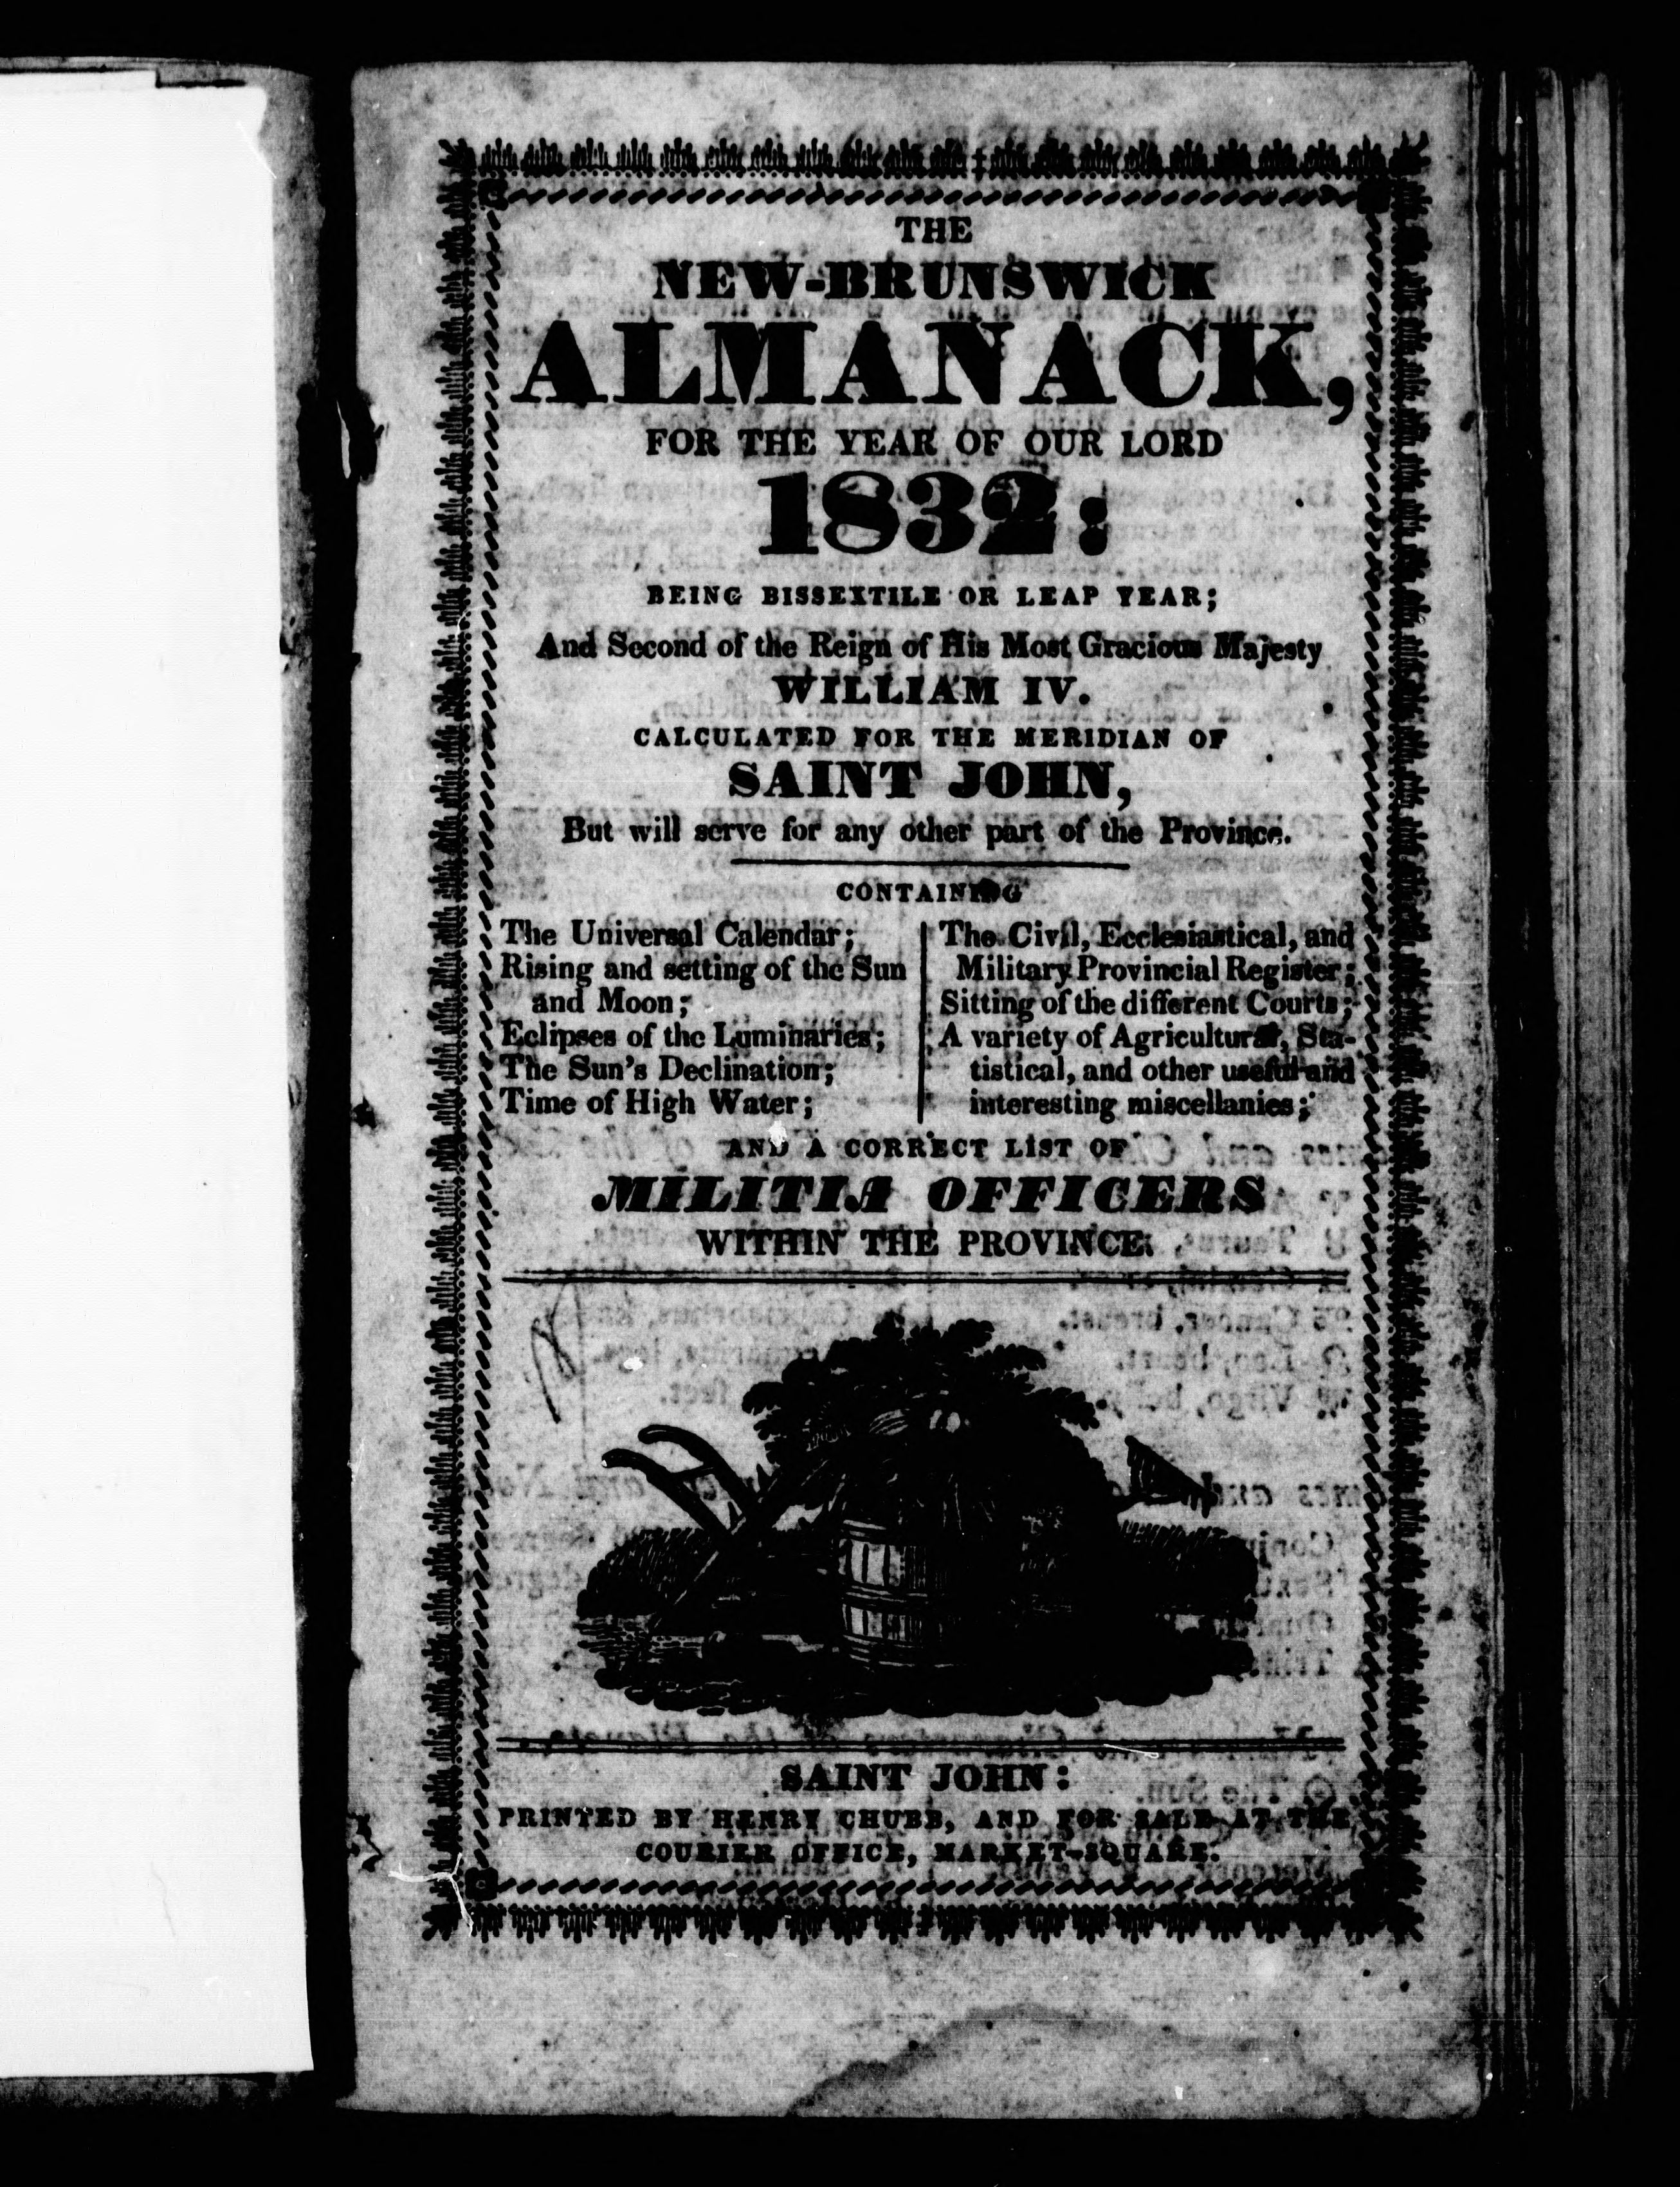 THE
NEW-BRUNSWICK
ALMANACK,
FOR THE YEAR OF OUR LORD
1832:
BEING BISSEXTILE OR LEAP YEAR;
And Second of the Reign of His Most Gracious Majesty
WILLIAM IV.
CALCULATED FOR THE MERIDIAN OF
SAINT JOHN,
But will serve for any other part of the Province.
CONTAINING
The Universal Calendar;
Rising and setting of the Sun
and Moon;
Eclipses of the Luminaries;
The Sun's Declination;
Time of High Water;
The Civil, Ecclesiastical, and
Military Provincial Register;
Sitting of the different Courts;
A variety of Agricultural, Sta-
tistical, and other useful and
interesting miscellanies;
AND A CORRECT LIST OF
MILITIA OFFICERS
WITHIN THE PROVINCE.
SAINT JOHN:
PRINTED BY HENRY CHUBB, AND FOR SALE AT THE
COURIER OFFICE, MARKET-SQUARE.